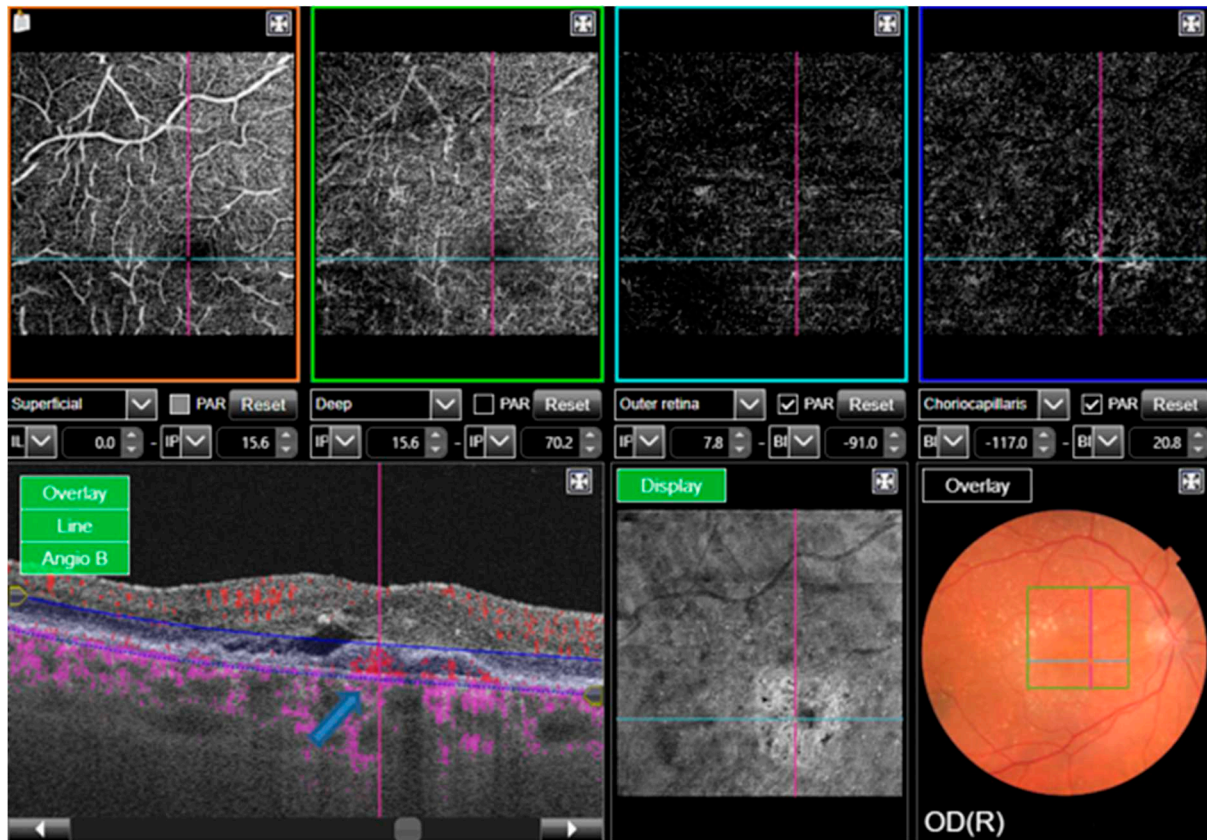 Superficial PAR Reset
IL 0.0 - IP 15.6
Deep PAR Reset
IP 15.6 - IP 70.2
Outer retina PAR Reset
IP 7.8 - BI -91.0
Choriocapillaris PAR Reset
BI -117.0 - BI 20.8
Overlay
Line
Angio B
Display
Overlay
OD(R)